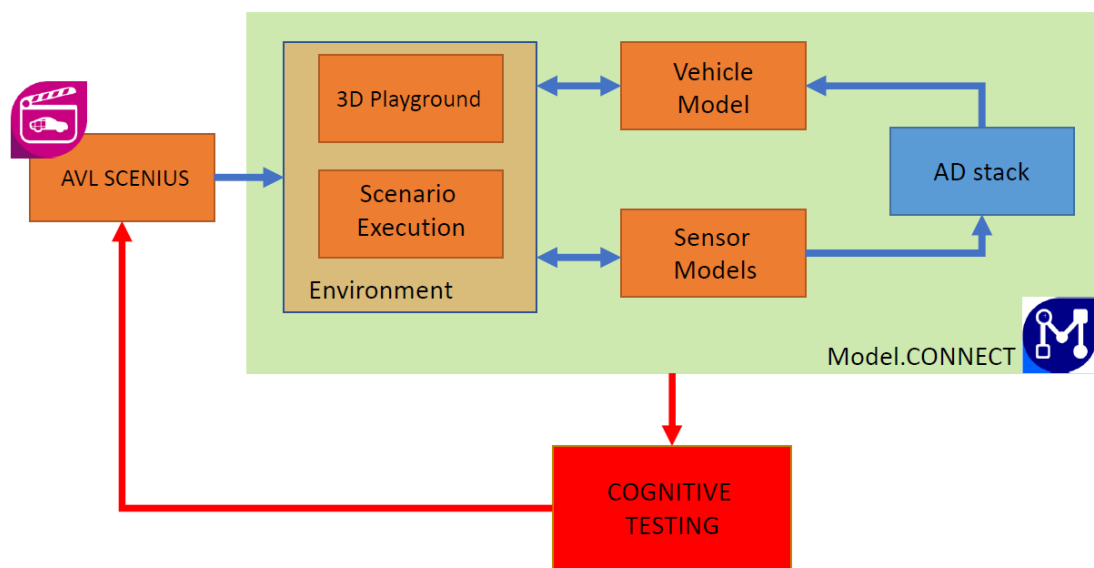 AVL SCENIUS
3D Playground
Scenario
Execution
Environment
Vehicle
Model
Sensor
Models
AD stack
Model.CONNECT
COGNITIVE
TESTING